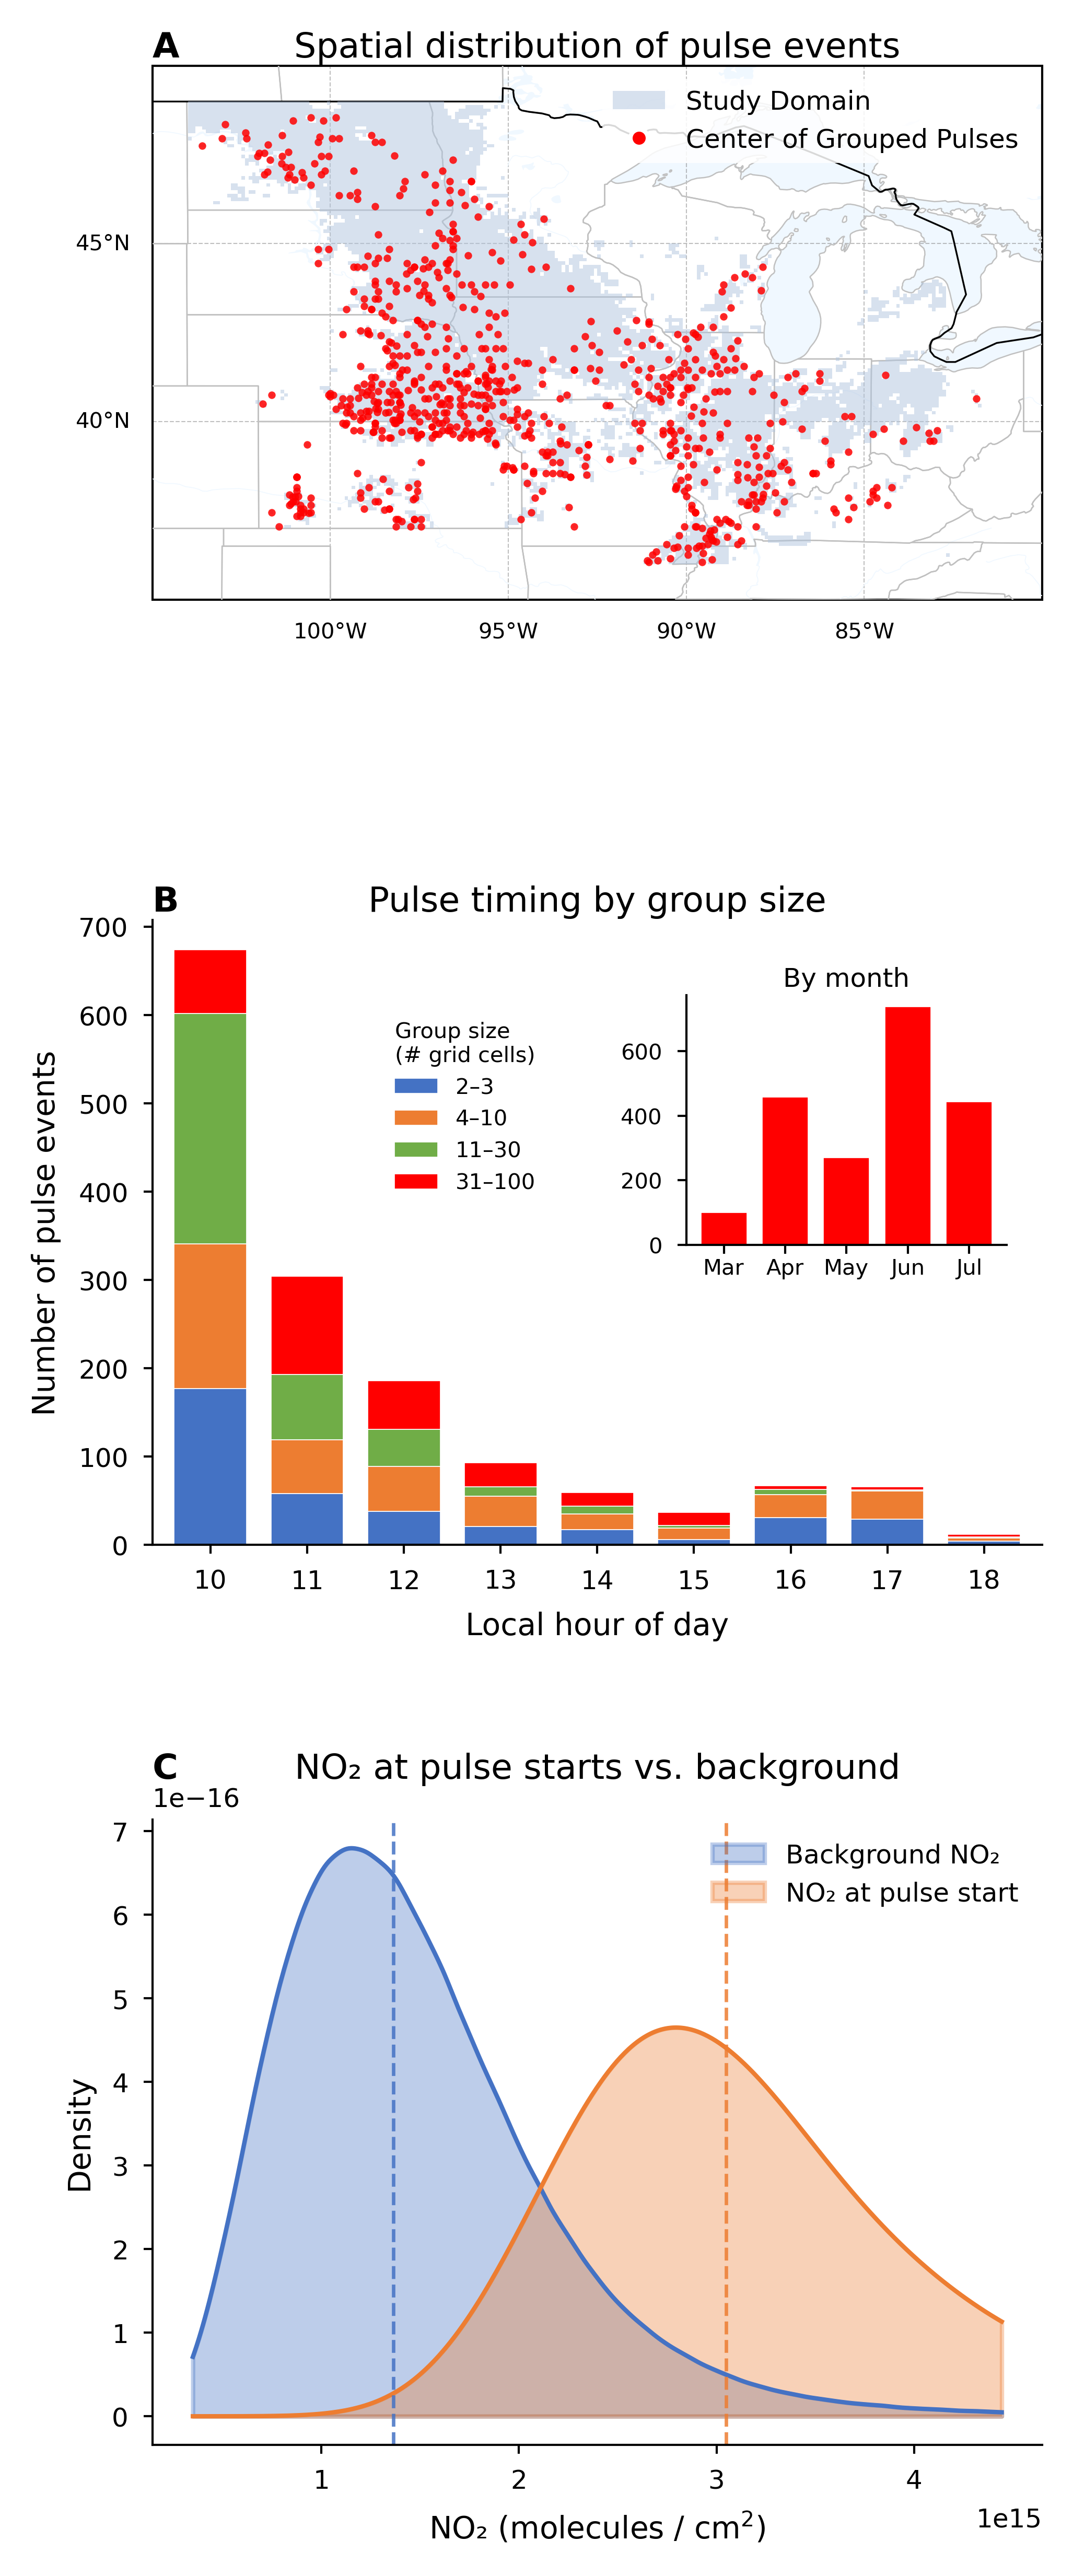 A Spatial distribution of pulse events
Study Domain
Center of Grouped Pulses
45°N
40°N
100°W 95°W 90°W 85°W
B Pulse timing by group size
Number of pulse events
700
600
500
400
300
200
100
0
Group size
(# grid cells)
2–3
4–10
11–30
31–100
By month
600
400
200
0
Mar Apr May Jun Jul
10 11 12 13 14 15 16 17 18
Local hour of day
C NO₂ at pulse starts vs. background
1e−16
Density
7
6
5
4
3
2
1
0
Background NO₂
NO₂ at pulse start
1 2 3 4
1e15
NO₂ (molecules / cm²)